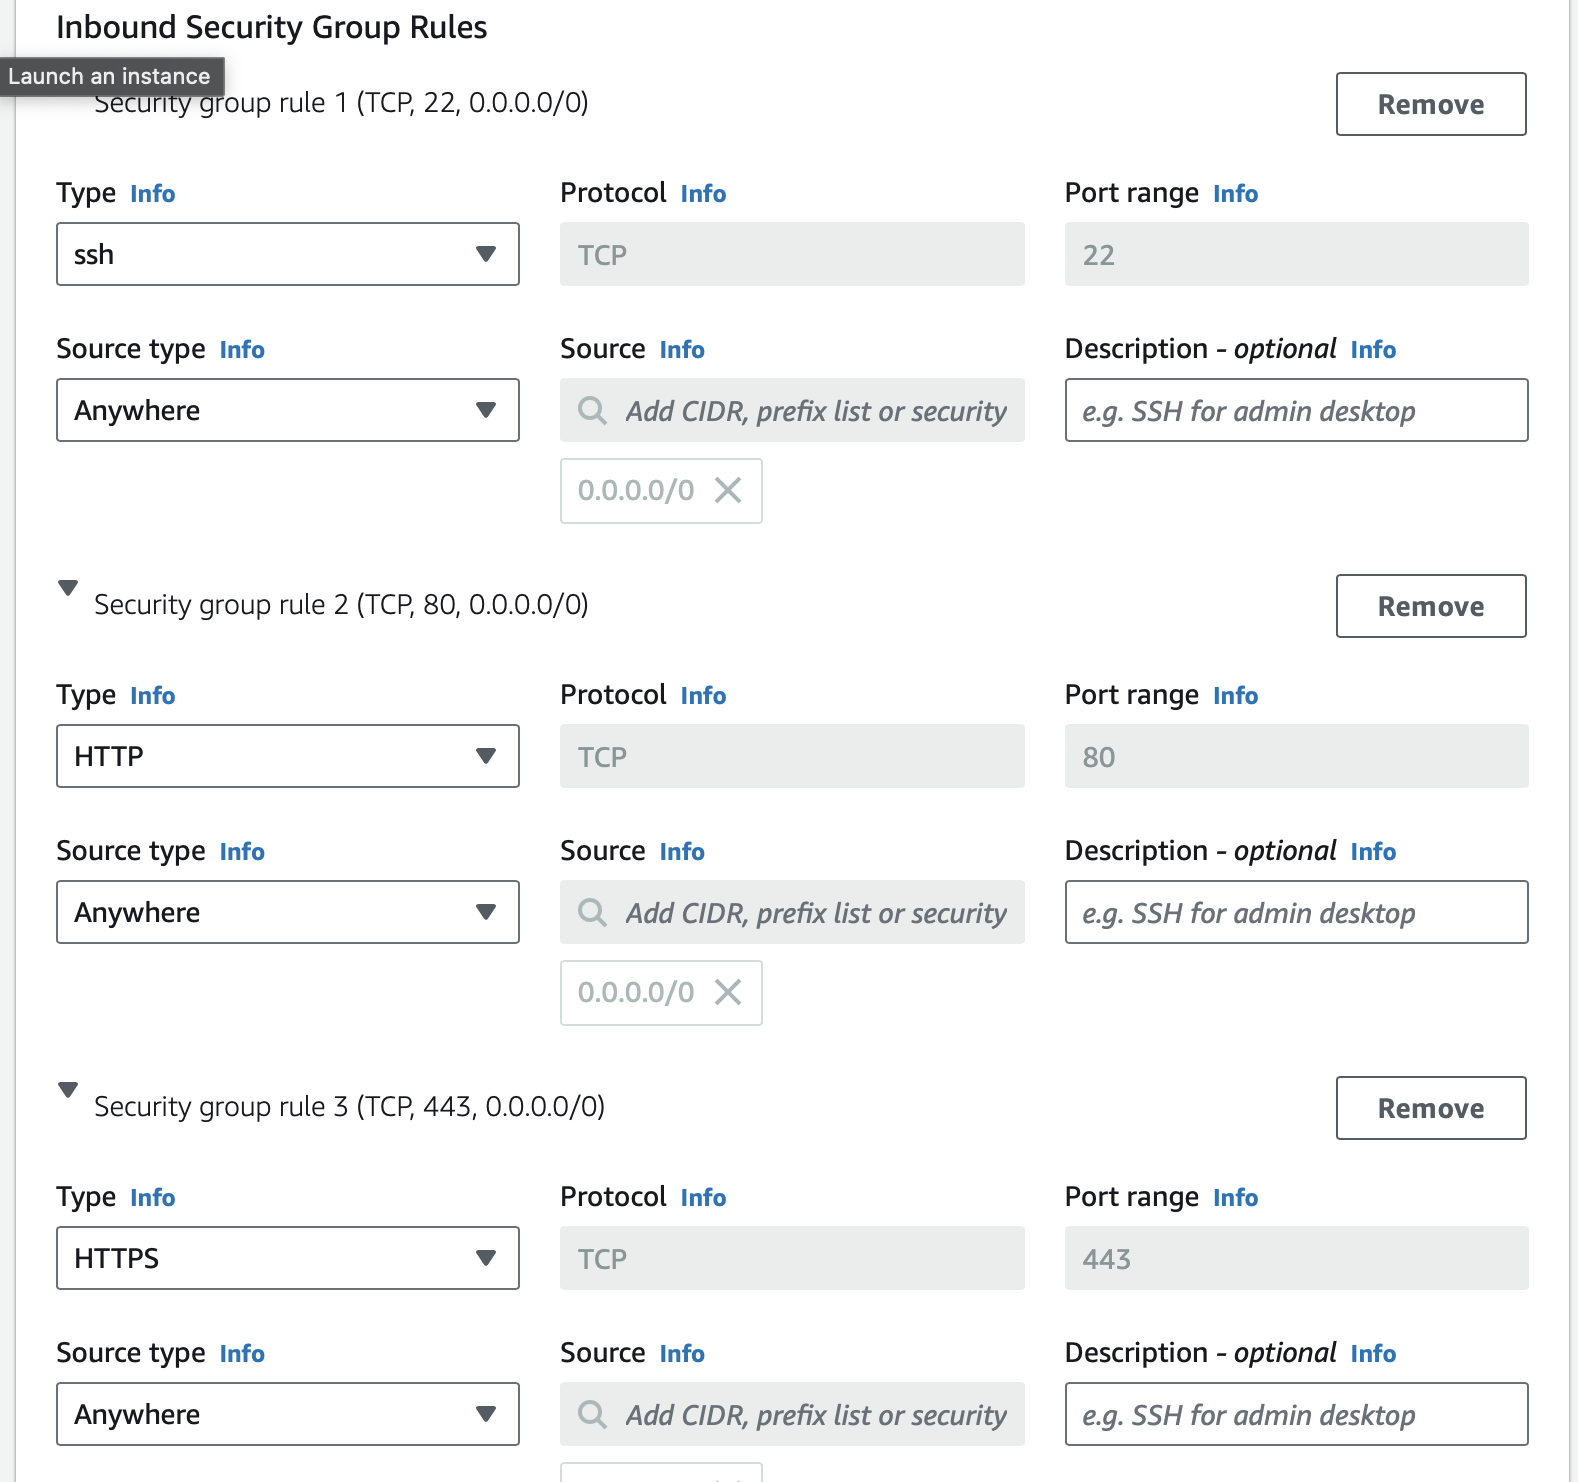 Inbound Security Group Rules
Launch an instance
Security group rule 1 (TCP, 22, 0.0.0.0/0)
Remove
Type Info
Protocol Info
Port range Info
ssh
TCP
22
Source type Info
Source Info
Description - optional Info
Anywhere
Add CIDR, prefix list or security
e.g. SSH for admin desktop
0.0.0.0/0
Security group rule 2 (TCP, 80, 0.0.0.0/0)
Remove
Type Info
Protocol Info
Port range Info
HTTP
TCP
80
Source type Info
Source Info
Description - optional Info
Anywhere
Add CIDR, prefix list or security
e.g. SSH for admin desktop
0.0.0.0/0
Security group rule 3 (TCP, 443, 0.0.0.0/0)
Remove
Type Info
Protocol Info
Port range Info
HTTPS
TCP
443
Source type Info
Source Info
Description - optional Info
Anywhere
Add CIDR, prefix list or security
e.g. SSH for admin desktop